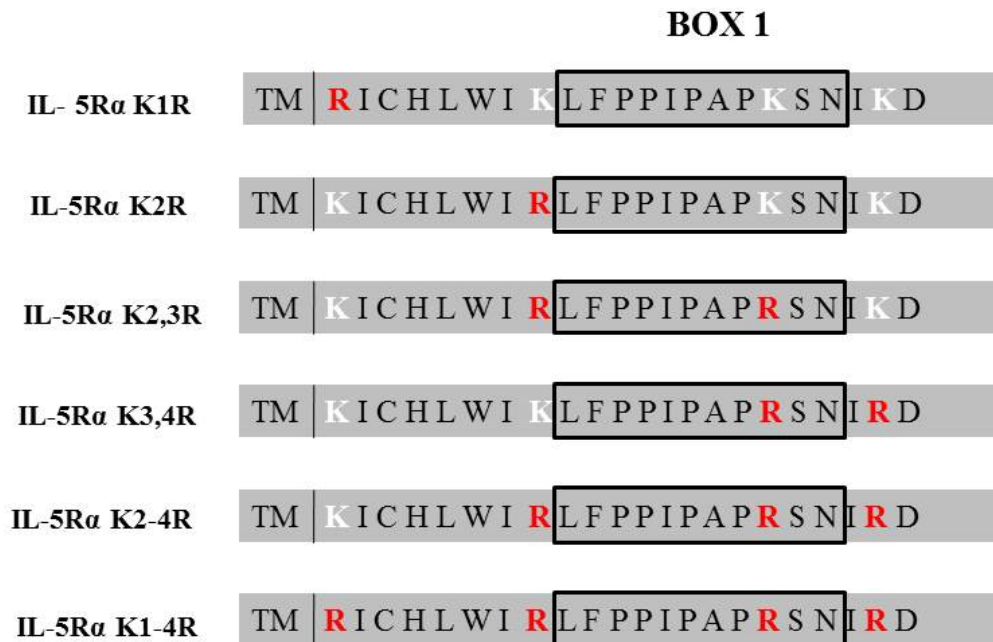 BOX 1
IL- 5Rα K1R TM R I C H L W I K L F P P I P A P K S N I K D
IL-5Rα K2R TM K I C H L W I R L F P P I P A P K S N I K D
IL-5Rα K2,3R TM K I C H L W I R L F P P I P A P R S N I K D
IL-5Rα K3,4R TM K I C H L W I K L F P P I P A P R S N I R D
IL-5Rα K2-4R TM K I C H L W I R L F P P I P A P R S N I R D
IL-5Rα K1-4R TM R I C H L W I R L F P P I P A P R S N I R D